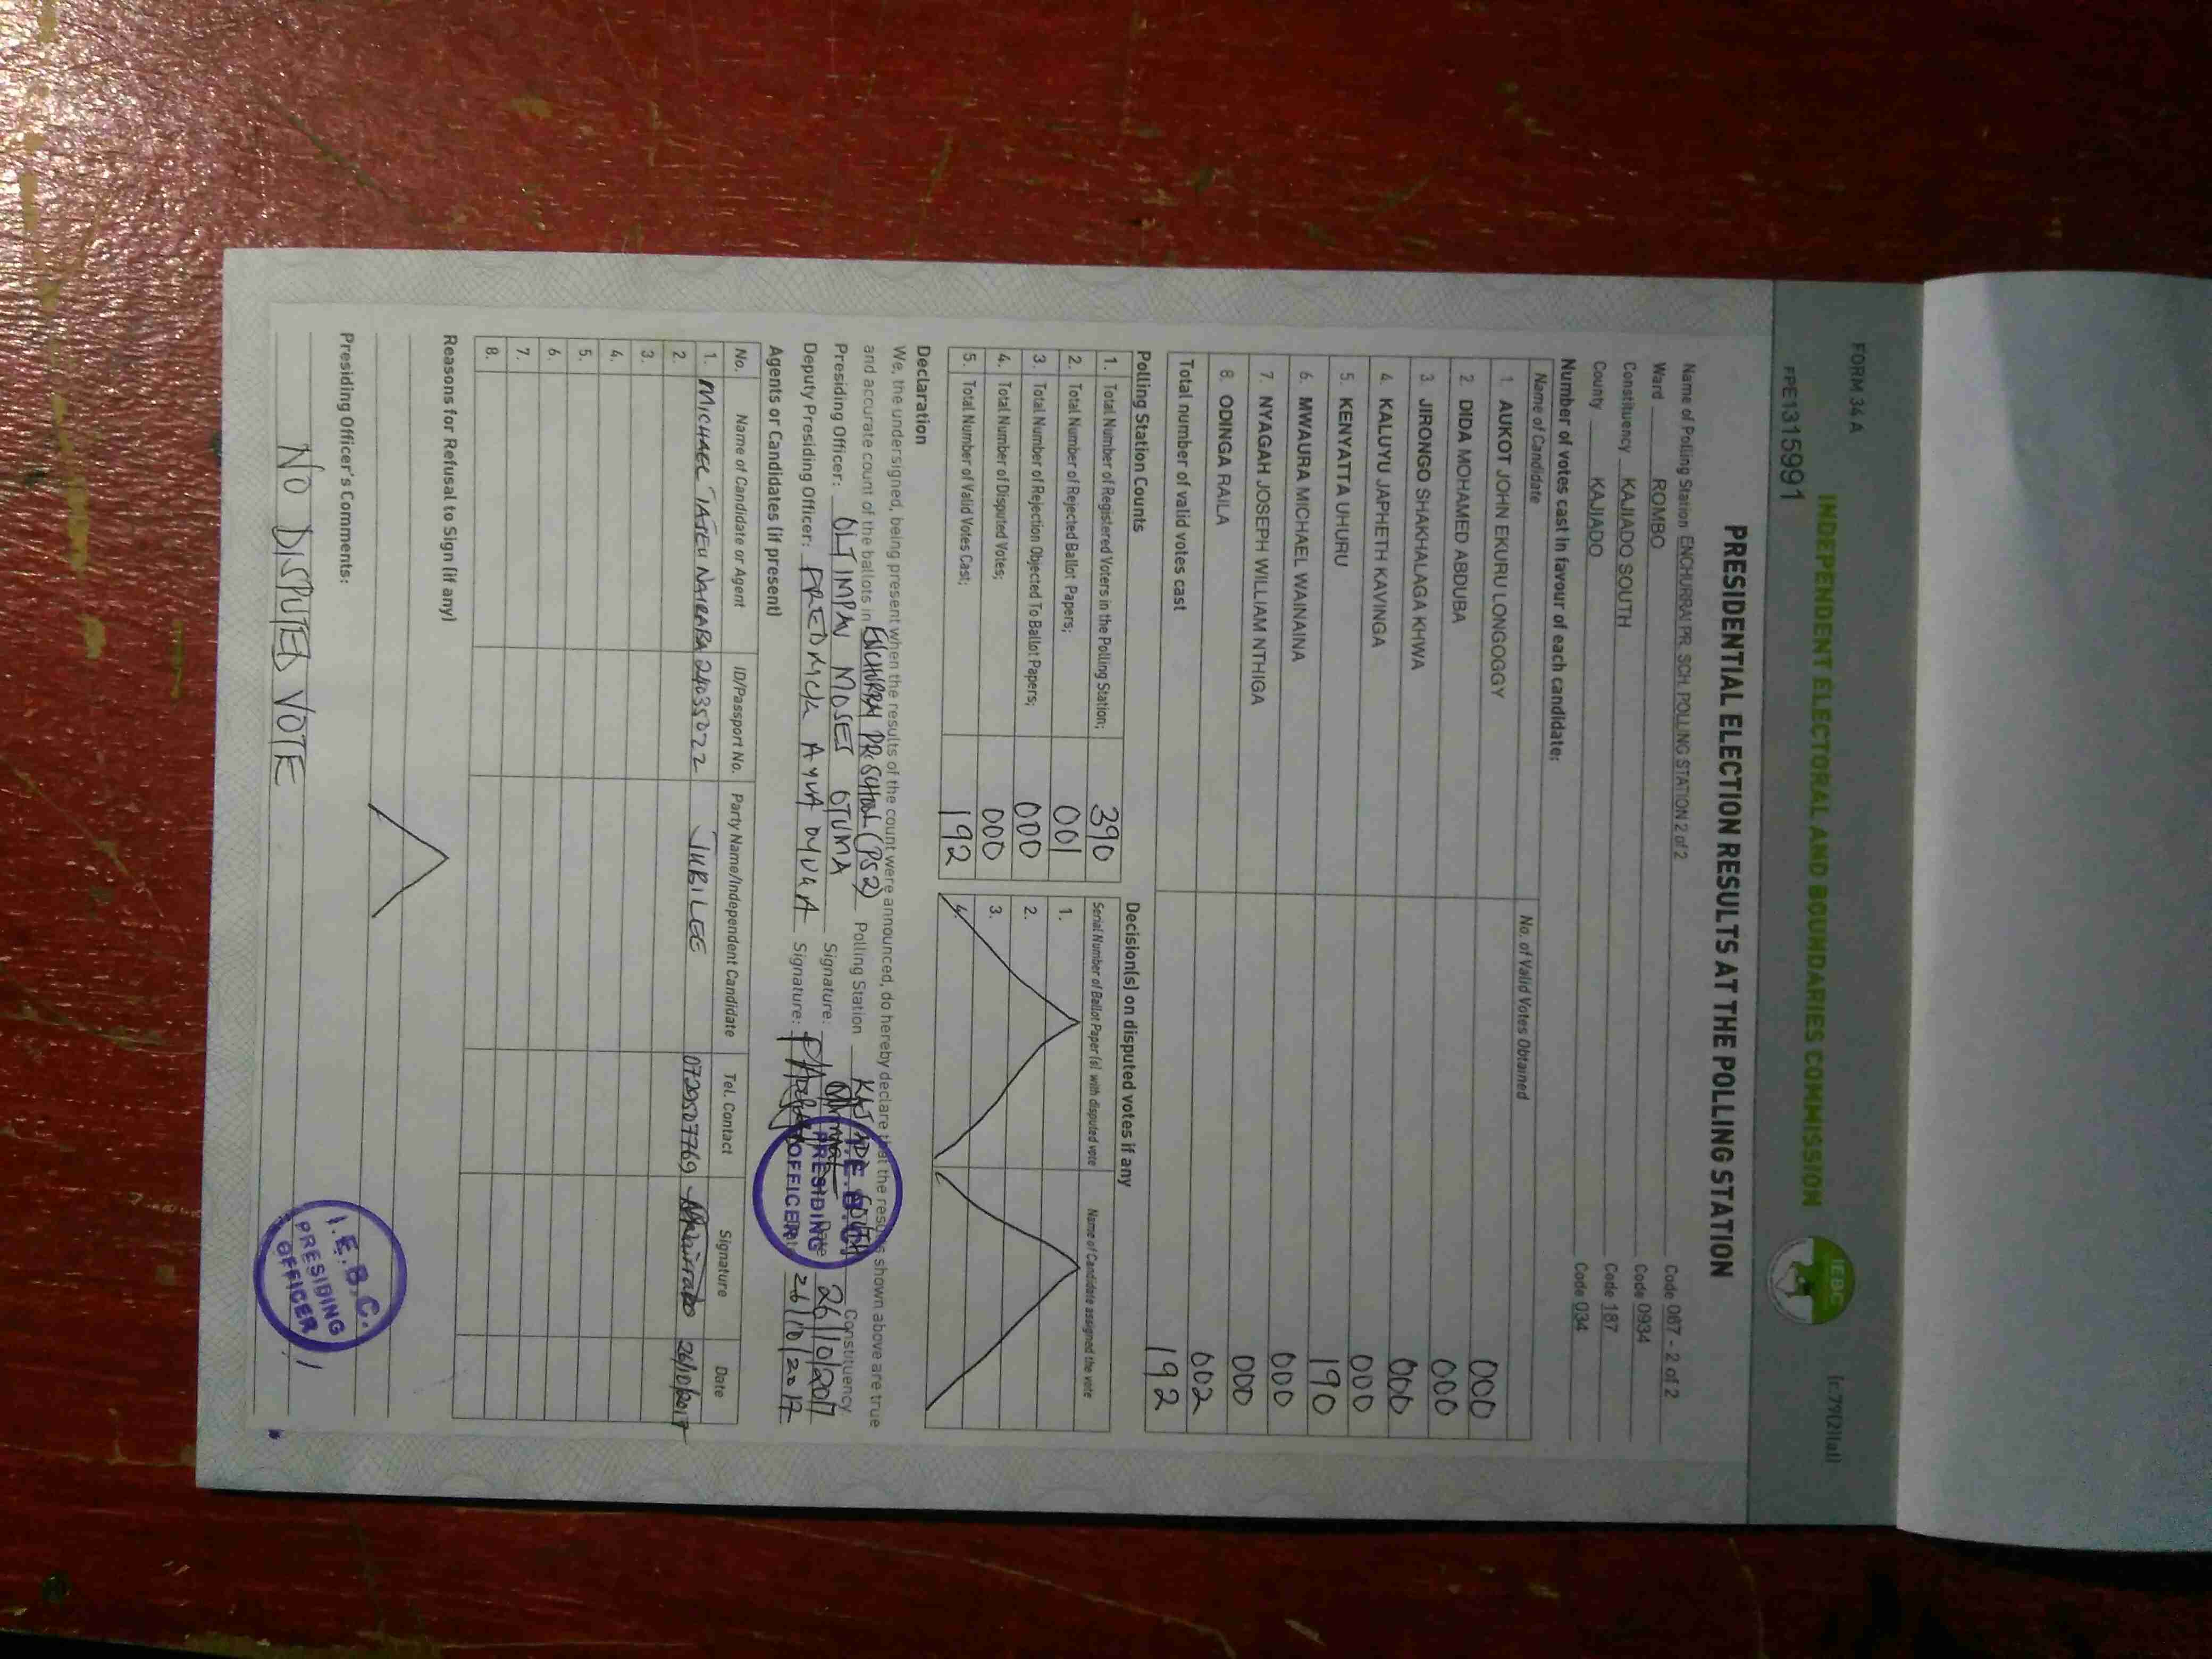 FORM 34 A
(r.79(2)(a))
INDEPENDENT ELECTORAL AND BOUNDARIES COMMISSION
IEBC
FPE1315991
PRESIDENTIAL ELECTION RESULTS AT THE POLLING STATION
Name of Polling Station ENCHURRAI PR. SCH. POLLING STATION 2 of 2 Code 067 - 2 of 2
Ward ROMBO Code 0934
Constituency KAJIADO SOUTH Code 187
County KAJIADO Code 034
Number of votes cast in favour of each candidate:
Name of Candidate No. of Valid Votes Obtained
1. AUKOT JOHN EKURU LONGOGGY 000
2. DIDA MOHAMED ABDUBA 000
3. JIRONGO SHAKHALAGA KHWA 000
4. KALUYU JAPHETH KAVINGA 000
5. KENYATTA UHURU 190
6. MWAURA MICHAEL WAINAINA 000
7. NYAGAH JOSEPH WILLIAM NTHIGA 000
8. ODINGA RAILA 002
Total number of valid votes cast 192
Polling Station Counts
1. Total Number of Registered Voters in the Polling Station; 390
2. Total Number of Rejected Ballot Papers; 001
3. Total Number of Rejection Objected To Ballot Papers; 000
4. Total Number of Disputed Votes; 000
5. Total Number of Valid Votes Cast; 192
Decision(s) on disputed votes if any
Serial Number of Ballot Paper(s) with disputed vote Name of Candidate assigned the vote
1.
2.
3.
4.
Declaration
We, the undersigned, being present when the results of the count were announced, do hereby declare that the results shown above are true
and accurate count of the ballots in ENCHURRAI PR SCHOOL (PS 2) Polling Station KAJIADO SOUTH Constituency
Presiding Officer: OLTIMPAU MOSES OTUMA Signature: Date 26/10/2017
Deputy Presiding Officer: FREDRICK AYUA OYUGA Signature: Date 26/10/2017
I.E.B.C.
PRESIDING
OFFICER
Agents or Candidates (if present)
No. Name of Candidate or Agent ID/Passport No. Party Name/Independent Candidate Tel. Contact Signature Date
1. MICHAEL NAIRABA 24035022 JUBILEE 0729507769 26/10/2017
2.
3.
4.
5.
6.
7.
8.
Reasons for Refusal to Sign (if any)
Presiding Officer's Comments:
NO DISPUTED VOTE
I.E.B.C.
PRESIDING
OFFICER